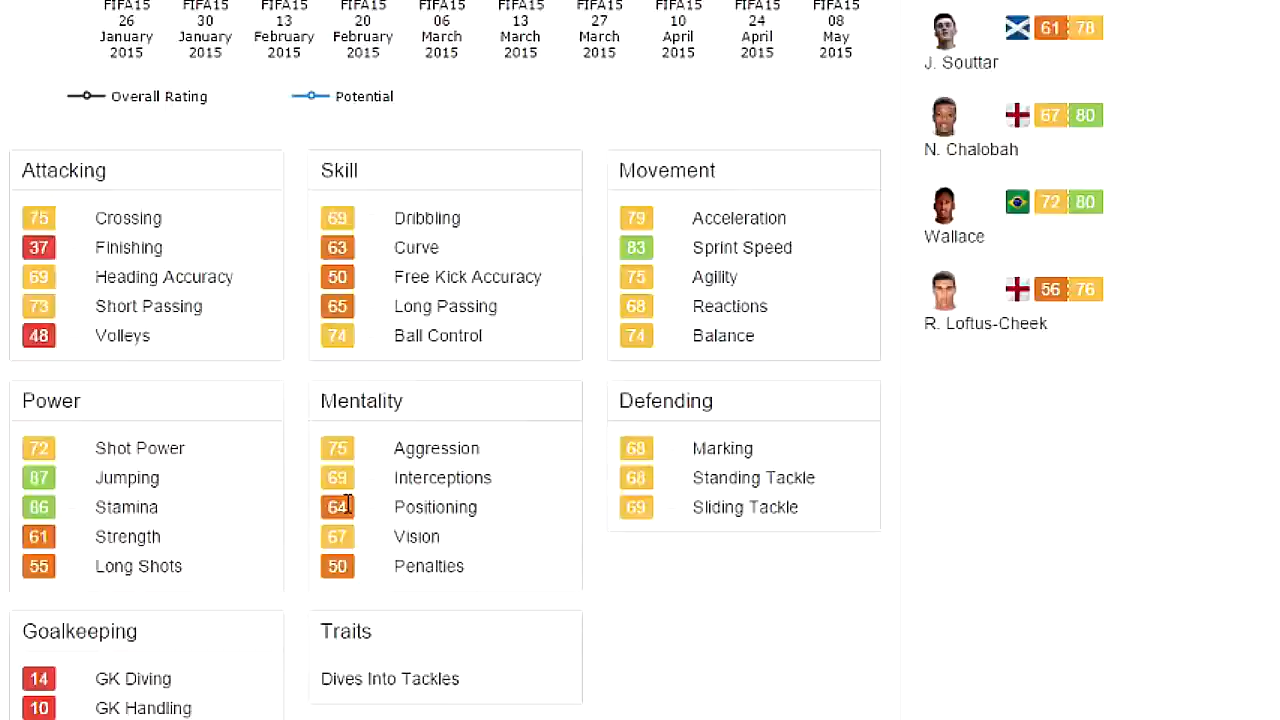 FIFA15 FIFA15 FIFA15 FIFA15 FIFA15 FIFA15 FIFA15 FIFA15 FIFA15 FIFA15
26 30 13 20 06 13 27 10 24 08
January January February February March March March April April May
2015 2015 2015 2015 2015 2015 2015 2015 2015 2015
Overall Rating Potential
61 78
J. Souttar
67 80
N. Chalobah
72 80
Wallace
56 76
R. Loftus-Cheek
Attacking
75 Crossing
37 Finishing
69 Heading Accuracy
73 Short Passing
48 Volleys
Skill
69 Dribbling
63 Curve
50 Free Kick Accuracy
65 Long Passing
74 Ball Control
Movement
79 Acceleration
83 Sprint Speed
75 Agility
68 Reactions
74 Balance
Power
72 Shot Power
87 Jumping
86 Stamina
61 Strength
55 Long Shots
Mentality
75 Aggression
69 Interceptions
64 Positioning
67 Vision
50 Penalties
Defending
68 Marking
68 Standing Tackle
69 Sliding Tackle
Goalkeeping
14 GK Diving
10 GK Handling
Traits
Dives Into Tackles